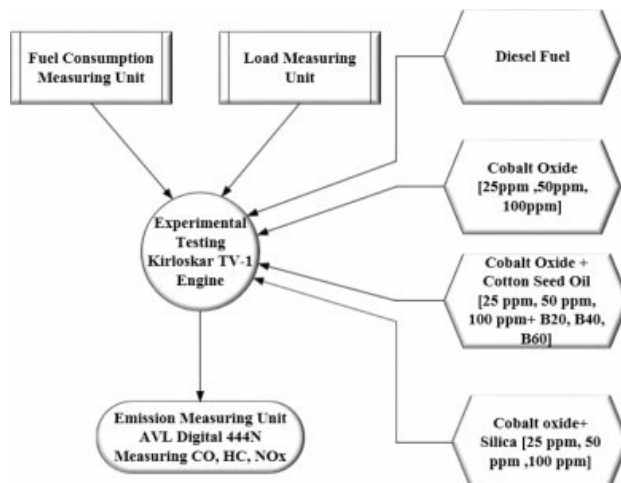 Fuel Consumption
Measuring Unit
Load Measuring
Unit
Diesel Fuel
Cobalt Oxide
[25ppm ,50ppm,
100ppm]
Experimental
Testing
Kirloskar TV-1
Engine
Cobalt Oxide +
Cotton Seed Oil
[25 ppm, 50 ppm,
100 ppm+ B20, B40,
B60]
Emission Measuring Unit
AVL Digital 444N
Measuring CO, HC, NOx
Cobalt oxide+
Silica [25 ppm, 50
ppm ,100 ppm]